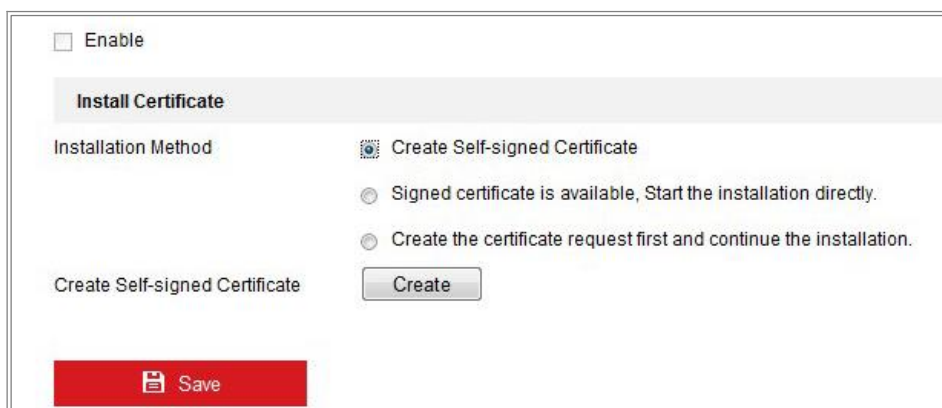 Enable
Install Certificate
Installation Method
Create Self-signed Certificate
Signed certificate is available, Start the installation directly.
Create the certificate request first and continue the installation.
Create Self-signed Certificate
Create
Save